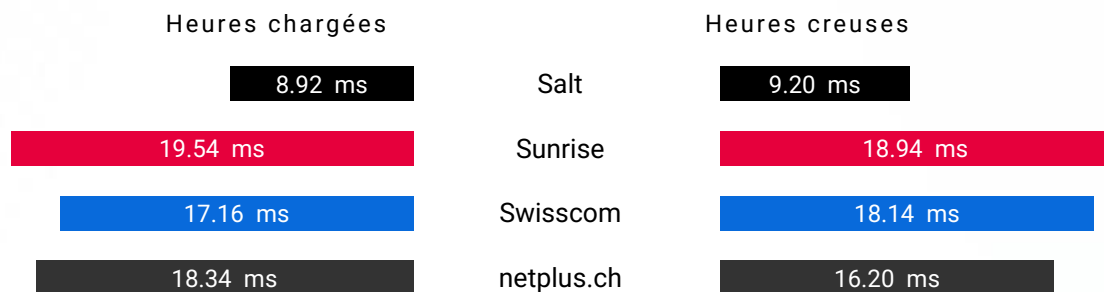 Heures chargées Heures creuses
8.92 ms Salt 9.20 ms
19.54 ms Sunrise 18.94 ms
17.16 ms Swisscom 18.14 ms
18.34 ms netplus.ch 16.20 ms